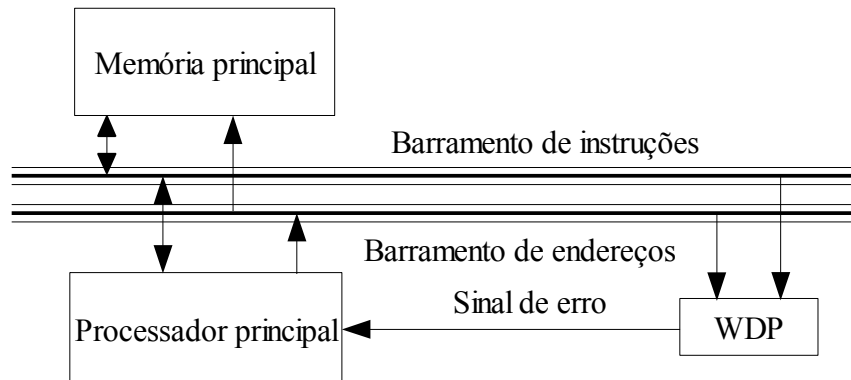 Memória principal
Barramento de instruções
Barramento de endereços
Sinal de erro
Processador principal
WDP